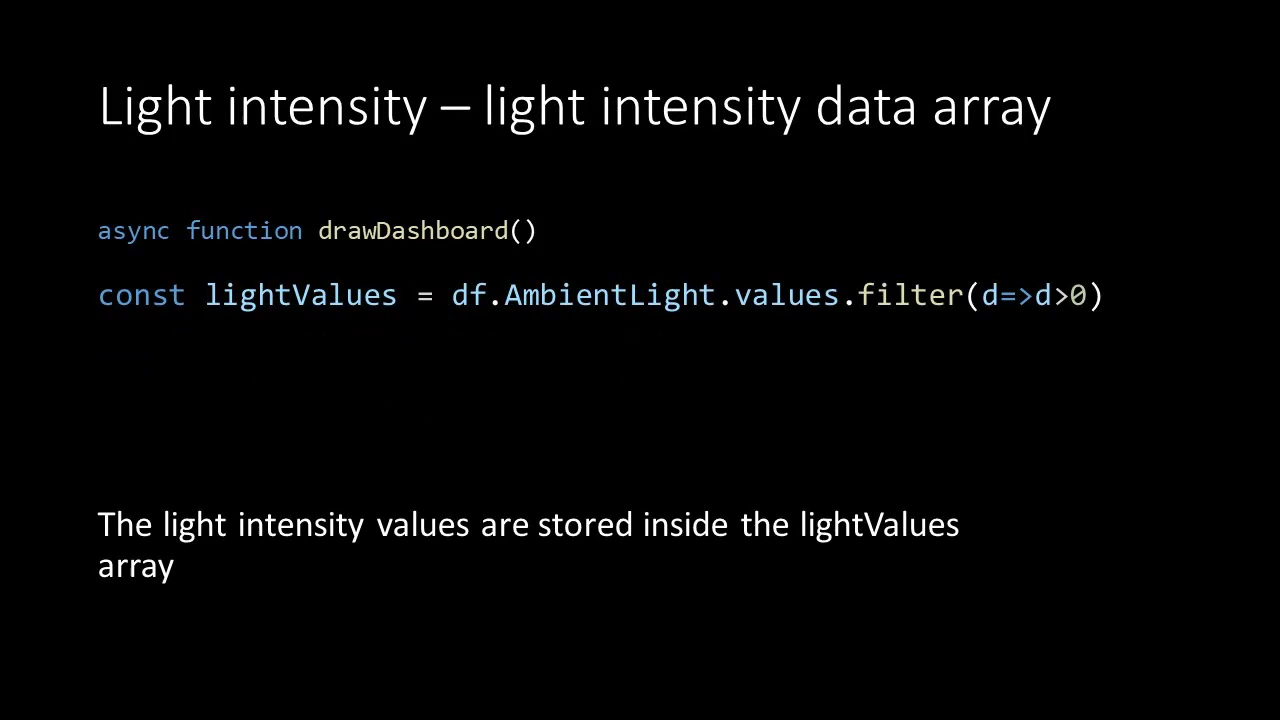 Light intensity – light intensity data array
async function drawDashboard()
const lightValues = df.AmbientLight.values.filter(d=>d>0)
The light intensity values are stored inside the lightValues
array